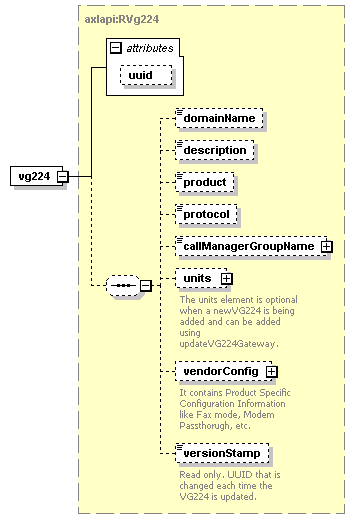 axlapi:RVg224
attributes
uuid
vg224
domainName
description
product
protocol
callManagerGroupName
units
The units element is optional
when a newVG224 is being
added and can be added
using
updateVG224Gateway.
vendorConfig
It contains Product Specific
Configuration Information
like Fax mode, Modem
Passthorugh, etc.
versionStamp
Read only. UUID that is
changed each time the
VG224 is updated.